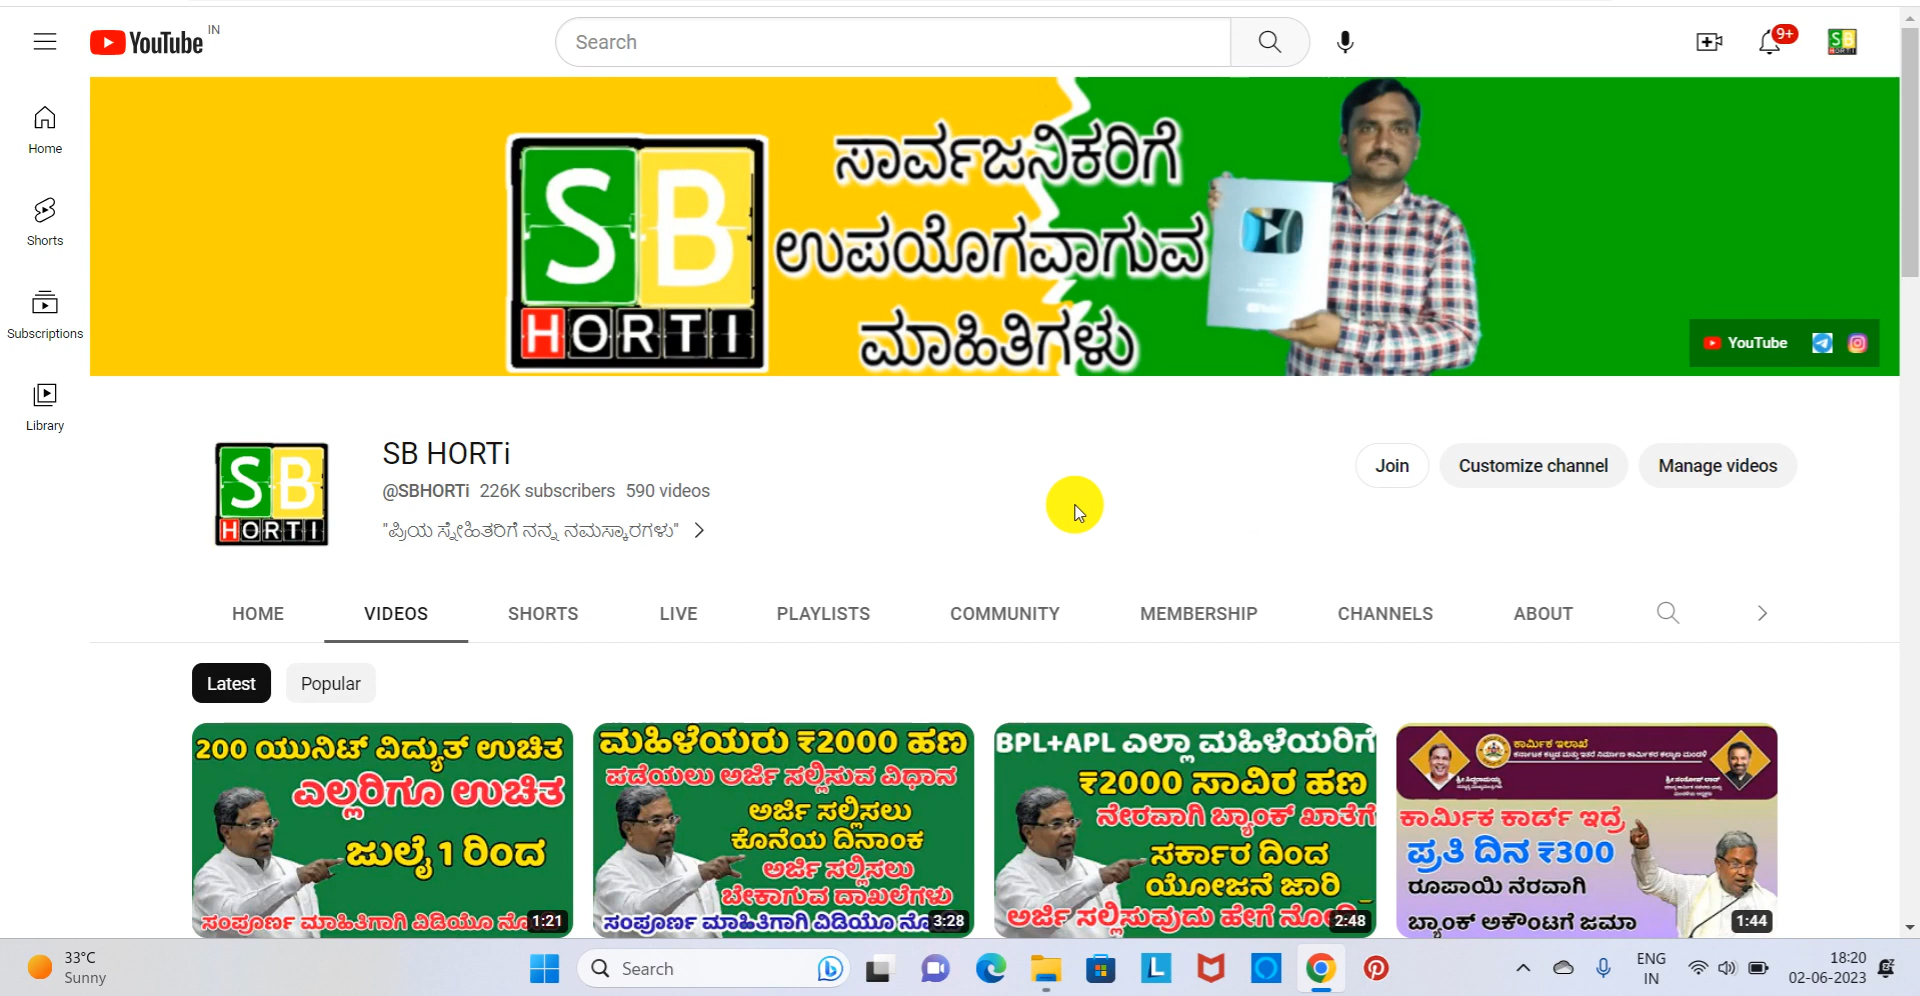 YouTube IN
Search
9+
SB
HORTI
ಸಾರ್ವಜನಿಕರಿಗೆ
ಉಪಯೋಗವಾಗುವ
ಮಾಹಿತಿಗಳು
YouTube
Home
Shorts
Subscriptions
Library
SB
HORTI
SB HORTi
@SBHORTi 226K subscribers 590 videos
"ಪ್ರಿಯ ಸ್ನೇಹಿತರಿಗೆ ನನ್ನ ನಮಸ್ಕಾರಗಳು"
Join Customize channel Manage videos
HOME VIDEOS SHORTS LIVE PLAYLISTS COMMUNITY MEMBERSHIP CHANNELS ABOUT
Latest Popular
200 ಯುನಿಟ್ ವಿದ್ಯುತ್ ಉಚಿತ
ಎಲ್ಲರಿಗೂ ಉಚಿತ
ಜುಲೈ 1 ರಿಂದ
ಸಂಪೂರ್ಣ ಮಾಹಿತಿಗಾಗಿ ವಿಡಿಯೊ
1:21
ಮಹಿಳೆಯರು ₹2000 ಹಣ
ಪಡೆಯಲು ಅರ್ಜಿ ಸಲ್ಲಿಸುವ ವಿಧಾನ
ಅರ್ಜಿ ಸಲ್ಲಿಸಲು
ಕೊನೆಯ ದಿನಾಂಕ
ಅರ್ಜಿ ಸಲ್ಲಿಸಲು
ಬೇಕಾಗುವ ದಾಖಲೆಗಳು
ಸಂಪೂರ್ಣ ಮಾಹಿತಿಗಾಗಿ ವಿಡಿಯೊ
3:28
BPL+APL ಎಲ್ಲಾ ಮಹಿಳೆಯರಿಗೆ
₹2000 ಸಾವಿರ ಹಣ
ನೇರವಾಗಿ ಬ್ಯಾಂಕ್ ಖಾತೆಗೆ
ಸರ್ಕಾರ ದಿಂದ
ಯೋಜನೆ ಜಾರಿ
ಅರ್ಜಿ ಸಲ್ಲಿಸುವುದು ಹೇಗೆ
2:48
ಕಾರ್ಮಿಕ ಇಲಾಖೆ
ಕಾರ್ಮಿಕ ಕಾರ್ಡ್ ಇದ್ರೆ
ಪ್ರತಿ ದಿನ ₹300
ರೂಪಾಯಿ ನೆರವಾಗಿ
ಬ್ಯಾಂಕ್ ಅಕೌಂಟಗೆ ಜಮಾ
1:44
33°C
Sunny
Search
ENG
IN
18:20
02-06-2023